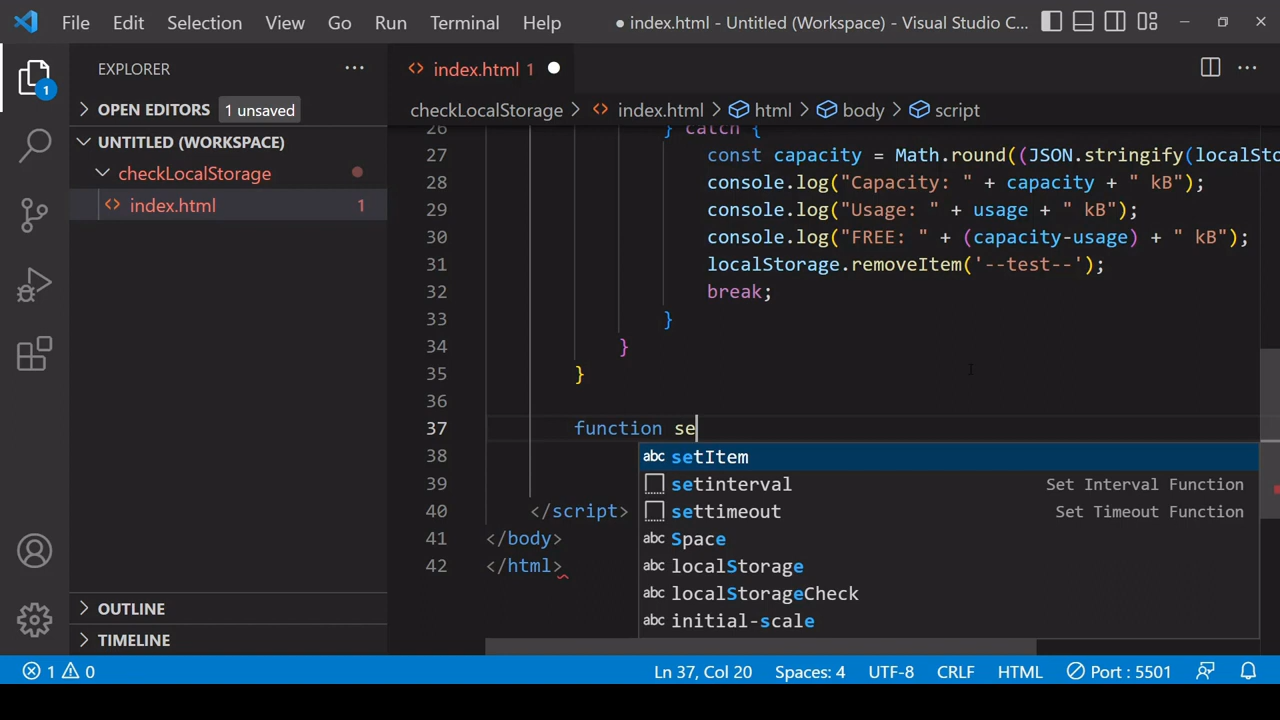 File Edit Selection View Go Run Terminal Help ● index.html - Untitled (Workspace) - Visual Studio C...
EXPLORER ...
<> index.html 1 ●
OPEN EDITORS 1 unsaved
checkLocalStorage > <> index.html > html > body > script
UNTITLED (WORKSPACE)
checkLocalStorage
<> index.html 1
1
26 } catch {
27 const capacity = Math.round((JSON.stringify(localSto
28 console.log("Capacity: " + capacity + " kB");
29 console.log("Usage: " + usage + " kB");
30 console.log("FREE: " + (capacity-usage) + " kB");
31 localStorage.removeItem('--test--');
32 break;
33 }
34 }
35 }
36
37 function se
38
39
40 </script>
41 </body>
42 </html>
abc setItem
setinterval Set Interval Function
settimeout Set Timeout Function
abc Space
abc localStorage
abc localStorageCheck
abc initial-scale
OUTLINE
TIMELINE
1 0 Ln 37, Col 20 Spaces: 4 UTF-8 CRLF HTML Port : 5501